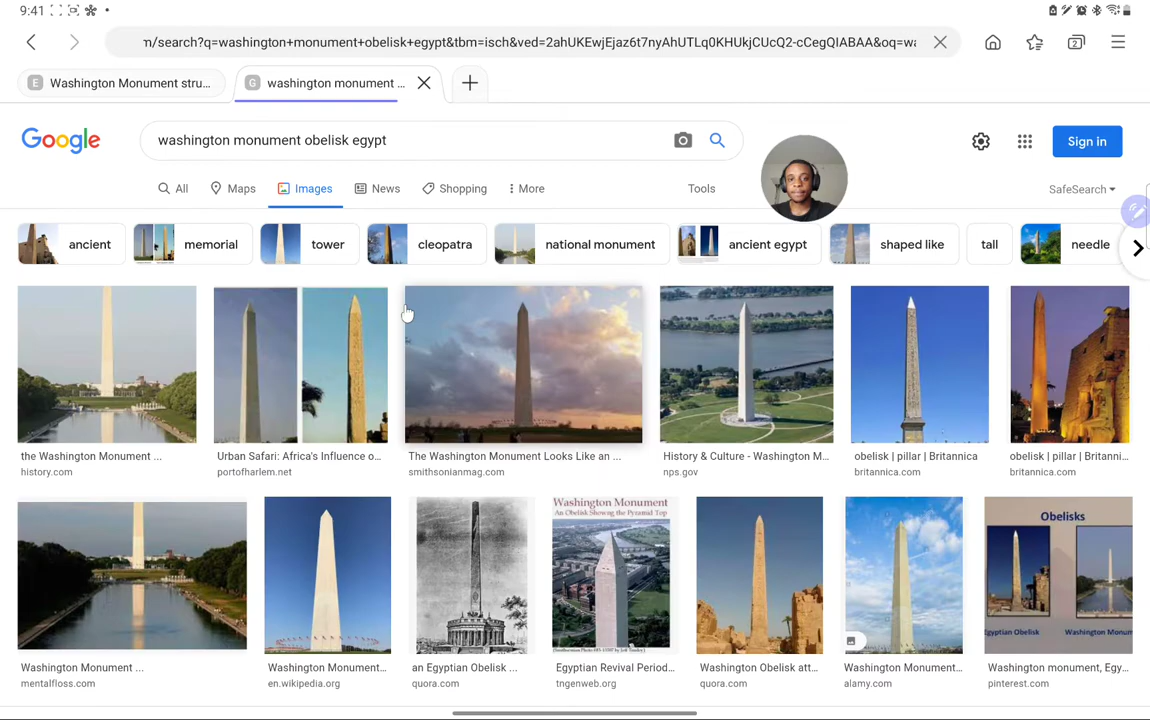 9:41
m/search?q=washington+monument+obelisk+egypt&tbm=isch&ved=2ahUKEwjEjaz6t7nyAhUTLq0KHUkjCUcQ2-cCegQIABAA&oq=wa
2
E Washington Monument stru...
G washington monument ...
Google
washington monument obelisk egypt
Sign in
All Maps Images News Shopping More Tools SafeSearch
ancient memorial tower cleopatra national monument ancient egypt shaped like tall needle
the Washington Monument ... Urban Safari: Africa's Influence o... The Washington Monument Looks Like an ... History & Culture - Washington M... obelisk | pillar | Britannica obelisk | pillar | Britanni...
history.com portofharlem.net smithsonianmag.com nps.gov britannica.com britannica.com
Washington Monument
An Obelisk Showing the Pyramid Top
Obelisks
Egyptian Obelisk Washington Monum
Washington Monument ... Washington Monument... an Egyptian Obelisk ... Egyptian Revival Period... Washington Obelisk att... Washington Monument... Washington monument, Egy...
mentalfloss.com en.wikipedia.org quora.com tngenweb.org quora.com alamy.com pinterest.com